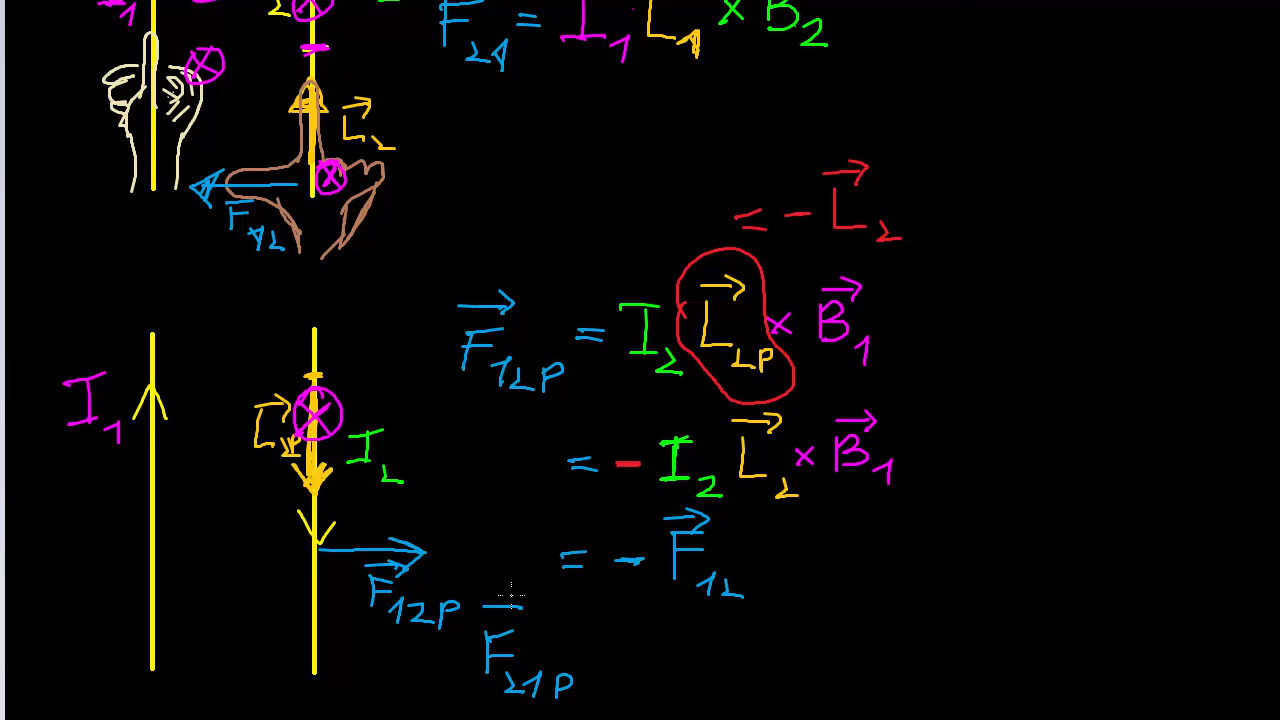 F₂₁ = I₁ L₁ × B₂
L₂
F₁₂
= - L₂
F₁₂P = I₂ L₂P × B₁
I₁
L₂P
I₂
= - I₂ L₂ × B₁
= - F₁₂
F₁₂P
F₂₁P